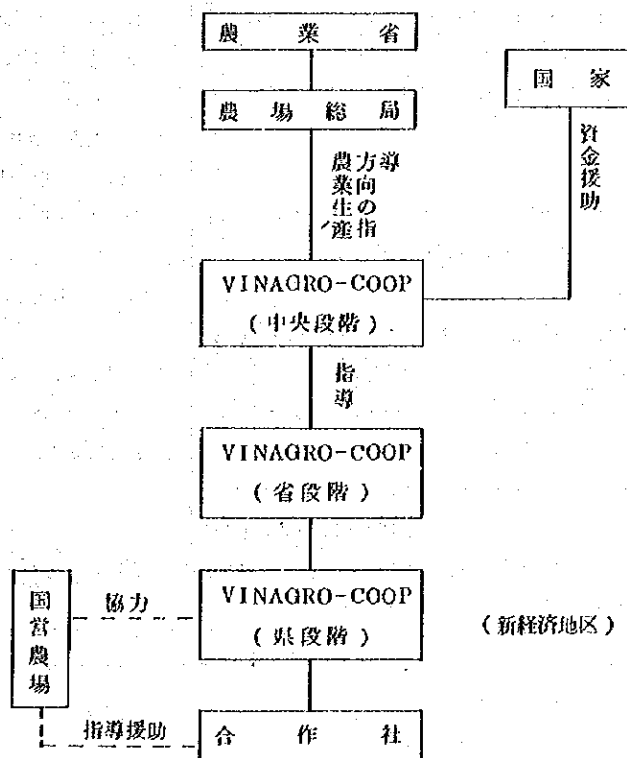 農業省
国家
農場総局
資金援助
農業生産
方向の指
導
VINAGRO-COOP
(中央段階)
指導
VINAGRO-COOP
(省段階)
国営農場
協力
VINAGRO-COOP
(県段階)
(新経済地区)
指導援助
合作社